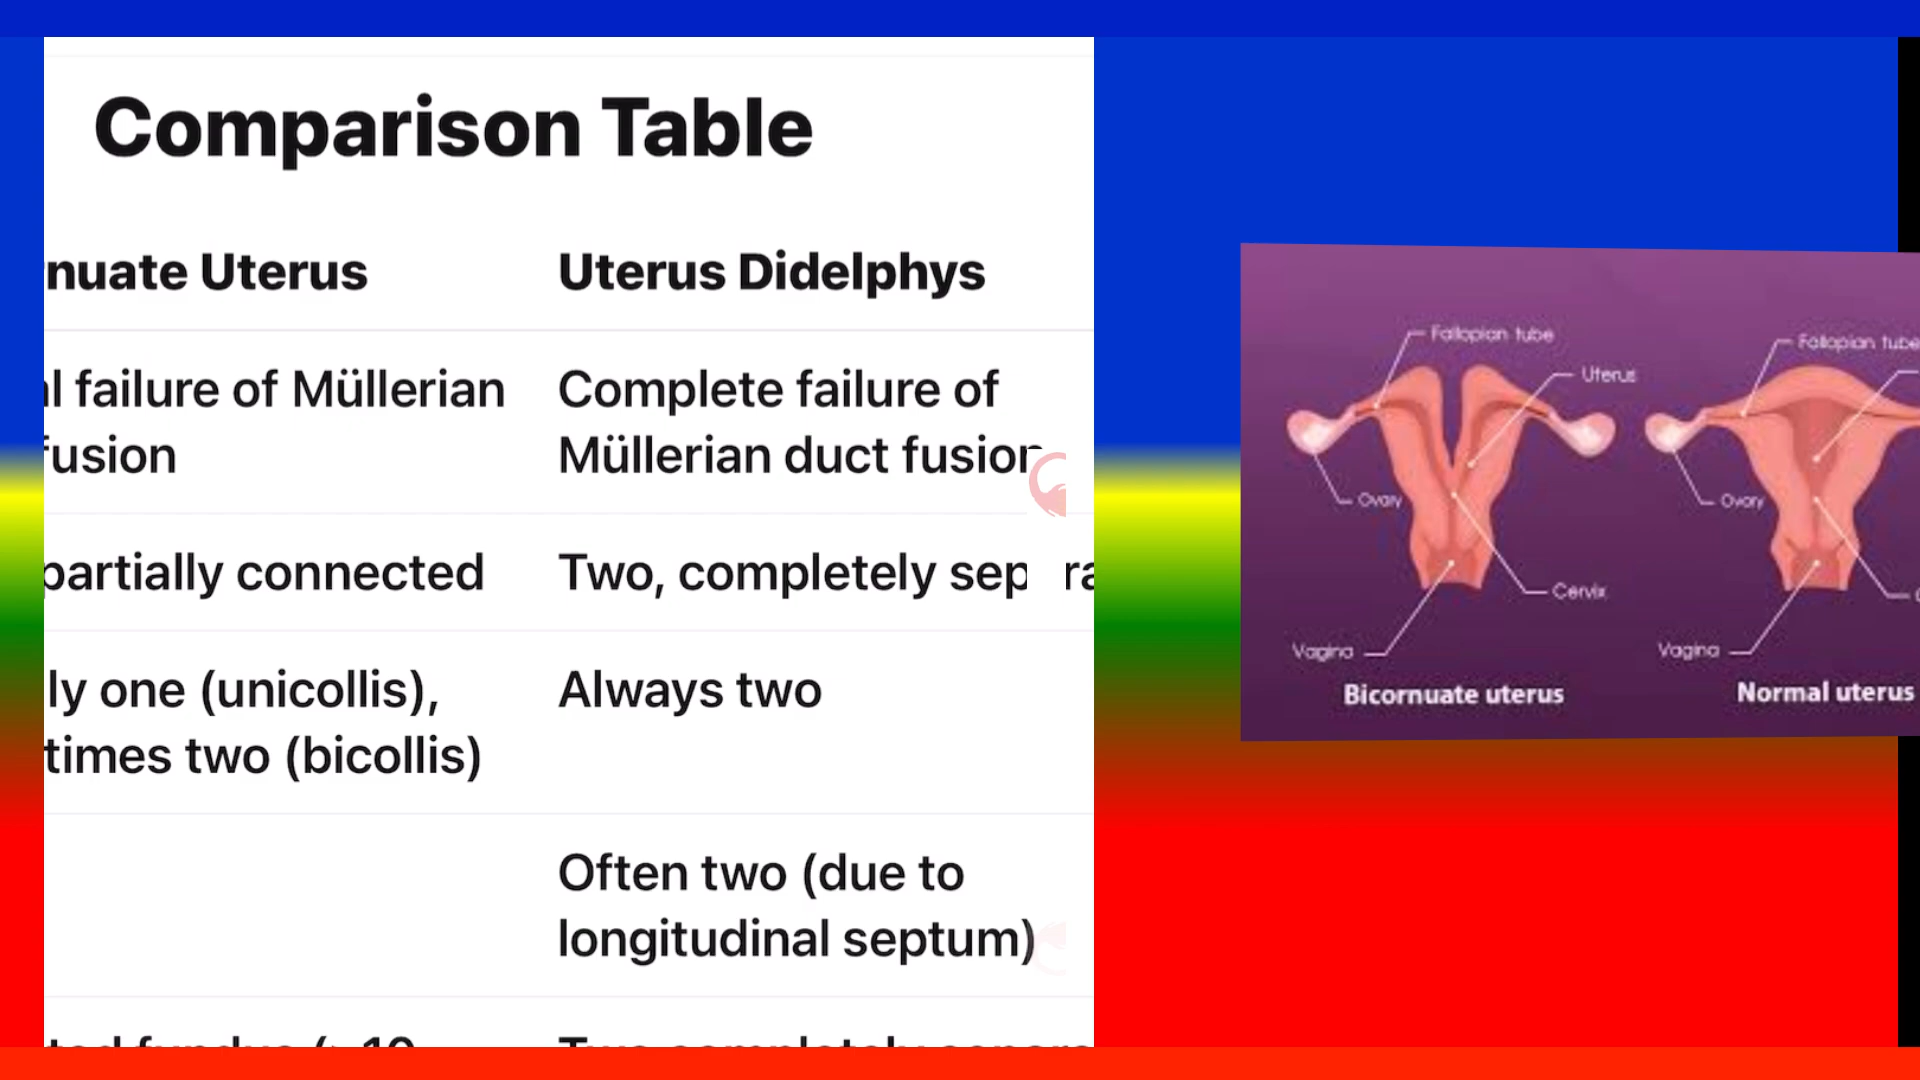 Comparison Table
nuate Uterus
Uterus Didelphys
l failure of Müllerian
fusion
Complete failure of
Müllerian duct fusion
partially connected
Two, completely sep ra
ly one (unicollis),
times two (bicollis)
Always two
Often two (due to
longitudinal septum)
Fallopian tube
Uterus
Ovary
Cervix
Vagina
Bicornuate uterus
Fallopian tube
Ovary
Vagina
Normal uterus